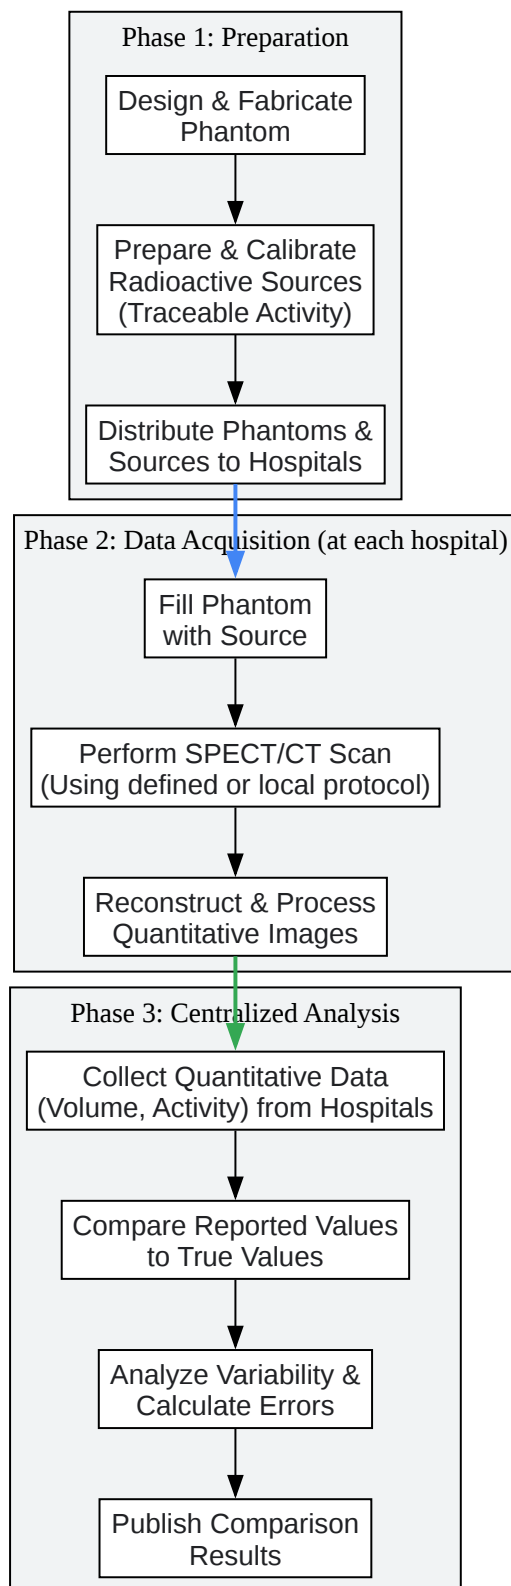 Phase 1: Preparation
Design & Fabricate
Phantom
Prepare & Calibrate
Radioactive Sources
(Traceable Activity)
Distribute Phantoms &
Sources to Hospitals
Phase 2: Data Acquisition (at each hospital)
Fill Phantom
with Source
Perform SPECT/CT Scan
(Using defined or local protocol)
Reconstruct & Process
Quantitative Images
Phase 3: Centralized Analysis
Collect Quantitative Data
(Volume, Activity) from Hospitals
Compare Reported Values
to True Values
Analyze Variability &
Calculate Errors
Publish Comparison
Results